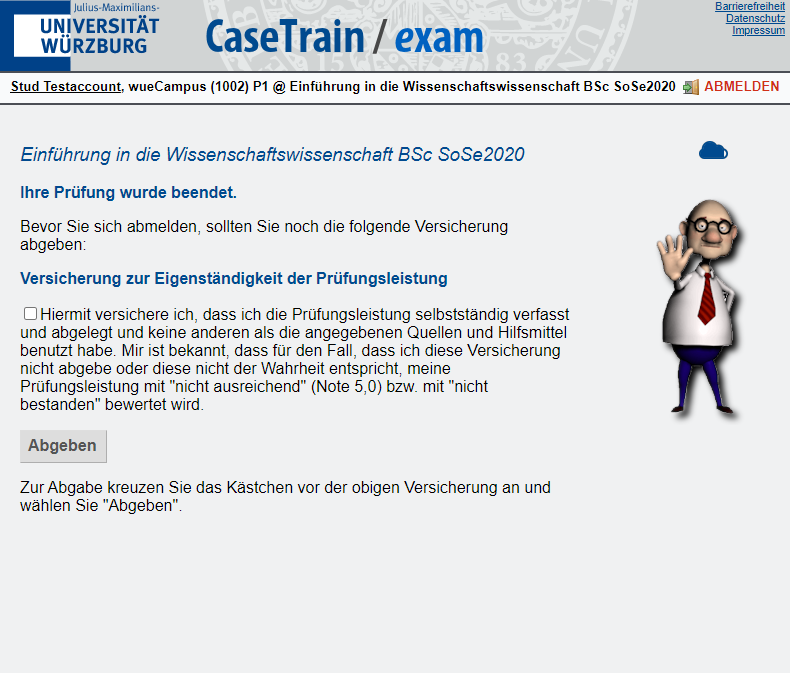 Julius-Maximilians-
UNIVERSITÄT
WÜRZBURG
CaseTrain / exam
Barrierefreiheit
Datenschutz
Impressum
Stud Testaccount, wueCampus (1002) P1 @ Einführung in die Wissenschaftswissenschaft BSc SoSe2020 ABMELDEN
Einführung in die Wissenschaftswissenschaft BSc SoSe2020
Ihre Prüfung wurde beendet.
Bevor Sie sich abmelden, sollten Sie noch die folgende Versicherung
abgeben:
Versicherung zur Eigenständigkeit der Prüfungsleistung
Hiermit versichere ich, dass ich die Prüfungsleistung selbstständig verfasst
und abgelegt und keine anderen als die angegebenen Quellen und Hilfsmittel
benutzt habe. Mir ist bekannt, dass für den Fall, dass ich diese Versicherung
nicht abgebe oder diese nicht der Wahrheit entspricht, meine
Prüfungsleistung mit "nicht ausreichend" (Note 5,0) bzw. mit "nicht
bestanden" bewertet wird.
Abgeben
Zur Abgabe kreuzen Sie das Kästchen vor der obigen Versicherung an und
wählen Sie "Abgeben".